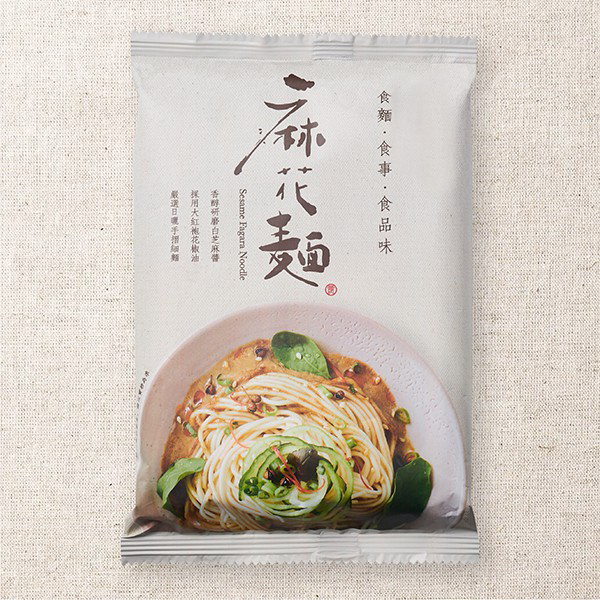 食麵·食事·食品味
麻花麵
Sesame Fagara Noodle
香醇研磨白芝麻醬
採用大紅袍花椒油
嚴選日曬手摺細麵